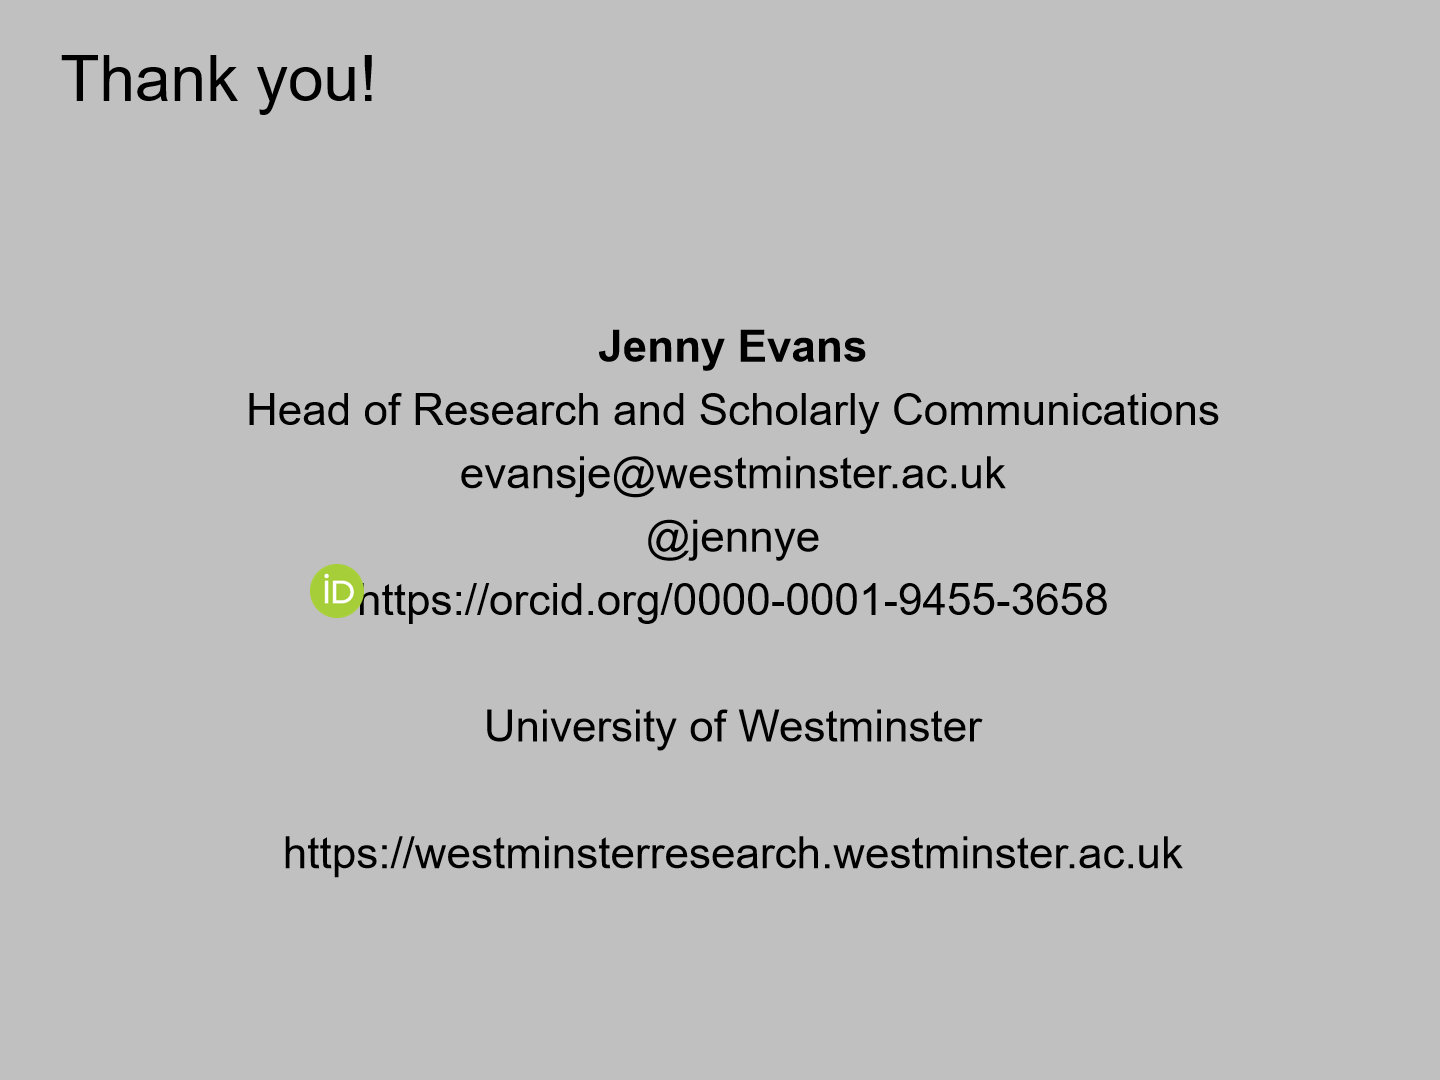 Thank you!
Jenny Evans
Head of Research and Scholarly Communications
evansje@westminster.ac.uk
@jennye
iD https://orcid.org/0000-0001-9455-3658
University of Westminster
https://westminsterresearch.westminster.ac.uk